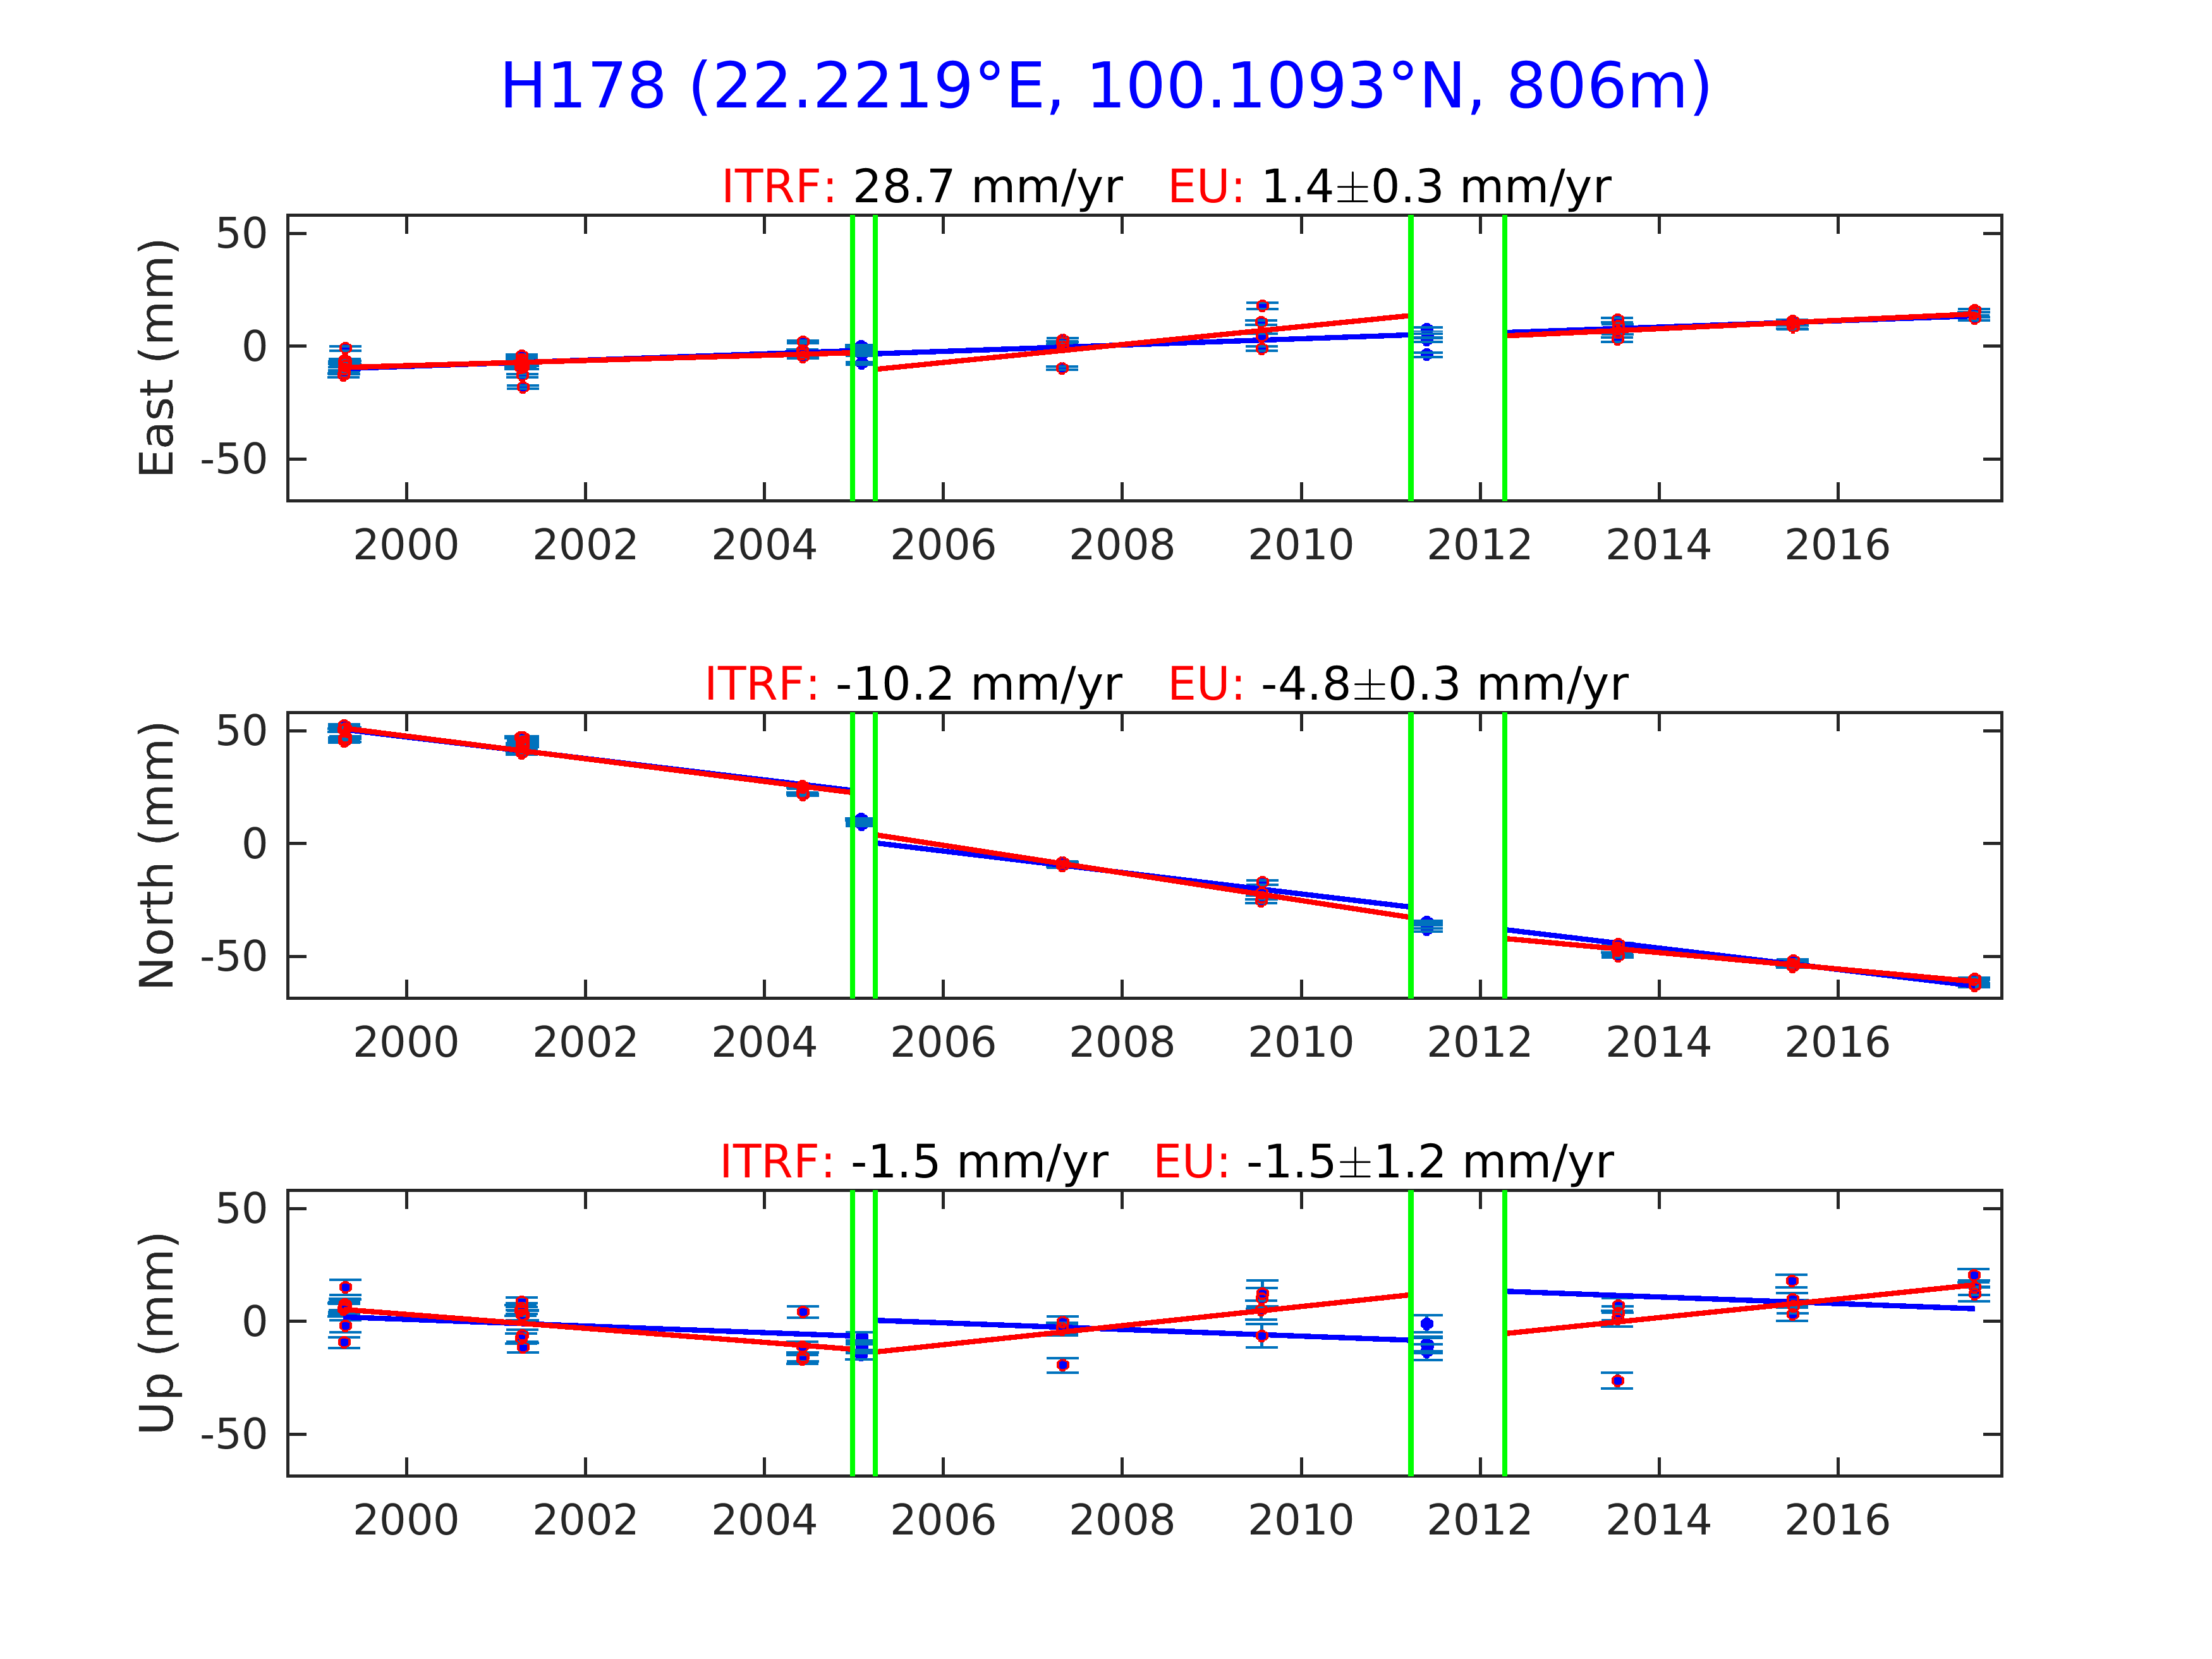 H178 (22.2219°E, 100.1093°N, 806m)
ITRF: 28.7 mm/yr EU: 1.4±0.3 mm/yr
East (mm)
50
0
-50
2000 2002 2004 2006 2008 2010 2012 2014 2016
ITRF: -10.2 mm/yr EU: -4.8±0.3 mm/yr
North (mm)
50
0
-50
2000 2002 2004 2006 2008 2010 2012 2014 2016
ITRF: -1.5 mm/yr EU: -1.5±1.2 mm/yr
Up (mm)
50
0
-50
2000 2002 2004 2006 2008 2010 2012 2014 2016